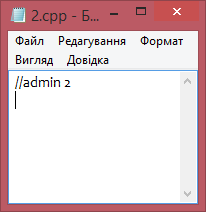 2.cpp - Б...
Файл Редагування Формат
Вигляд Довідка
//admin 2